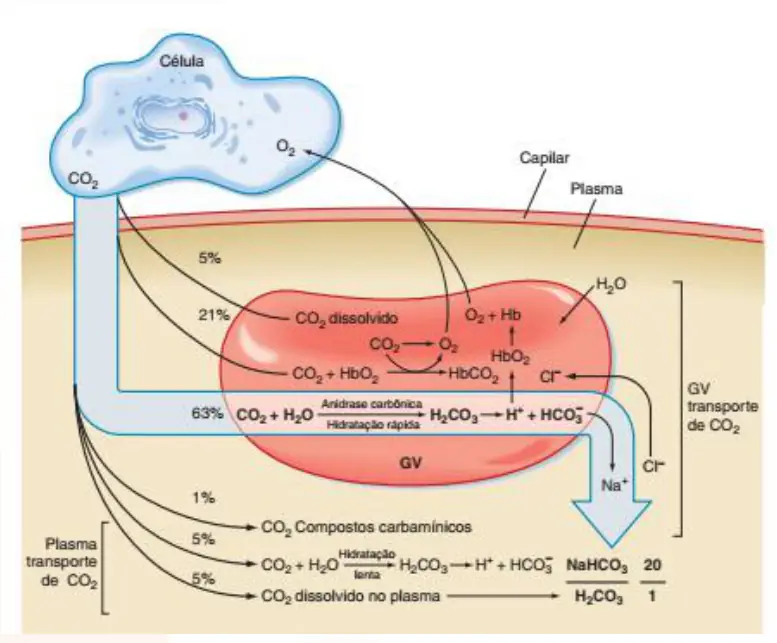 Célula
O₂
CO₂
Capilar
Plasma
5%
H₂O
21%
CO₂ dissolvido
O₂ + Hb
CO₂ → O₂
HbO₂
CO₂ + HbO₂ → HbCO₂
Cl⁻
GV
transporte
de CO₂
63%
CO₂ + H₂O
Anidrase carbônica
Hidratação rápida
H₂CO₃ → H⁺ + HCO₃⁻
GV
Cl⁻
Na⁺
1%
CO₂ Compostos carbamínicos
Plasma
transporte
de CO₂
5%
CO₂ + H₂O
Hidratação
lenta
H₂CO₃ → H⁺ + HCO₃⁻
NaHCO₃ 20
5%
CO₂ dissolvido no plasma
H₂CO₃ 1